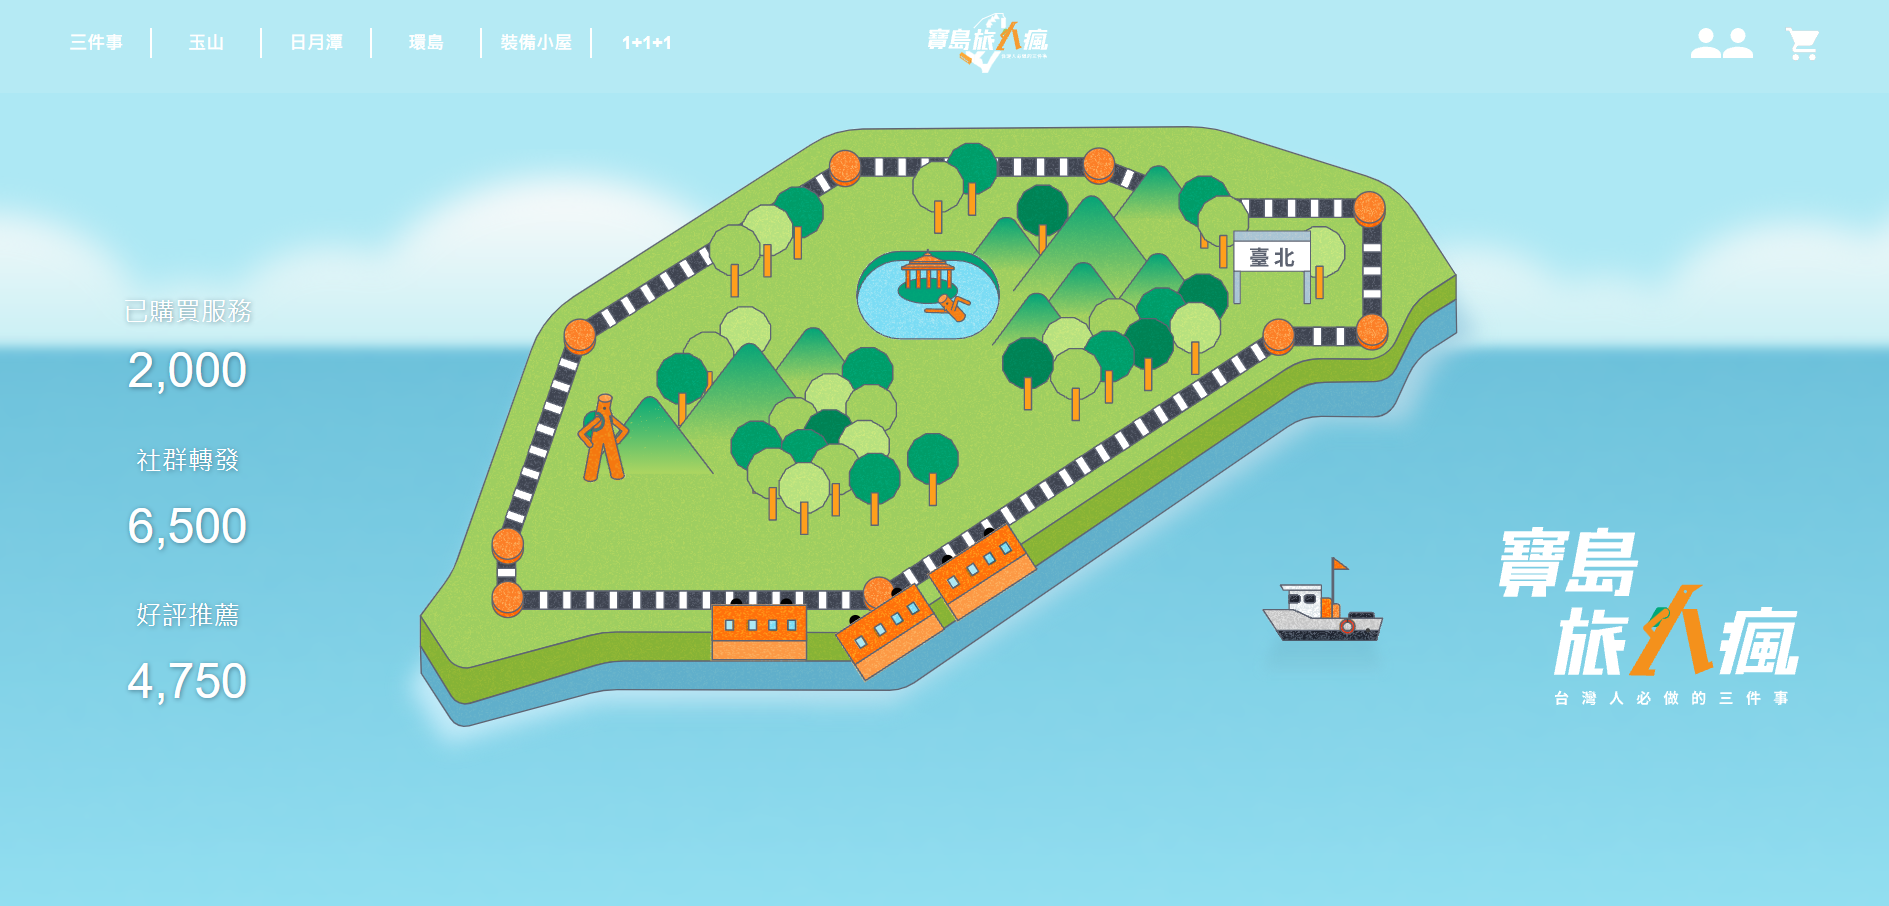 三件事
玉山
日月潭
環島
裝備小屋
1+1+1
寶島旅人瘋
臺北
已購買服務
2,000
社群轉發
6,500
好評推薦
4,750
寶島
旅人瘋
台灣人必做的三件事